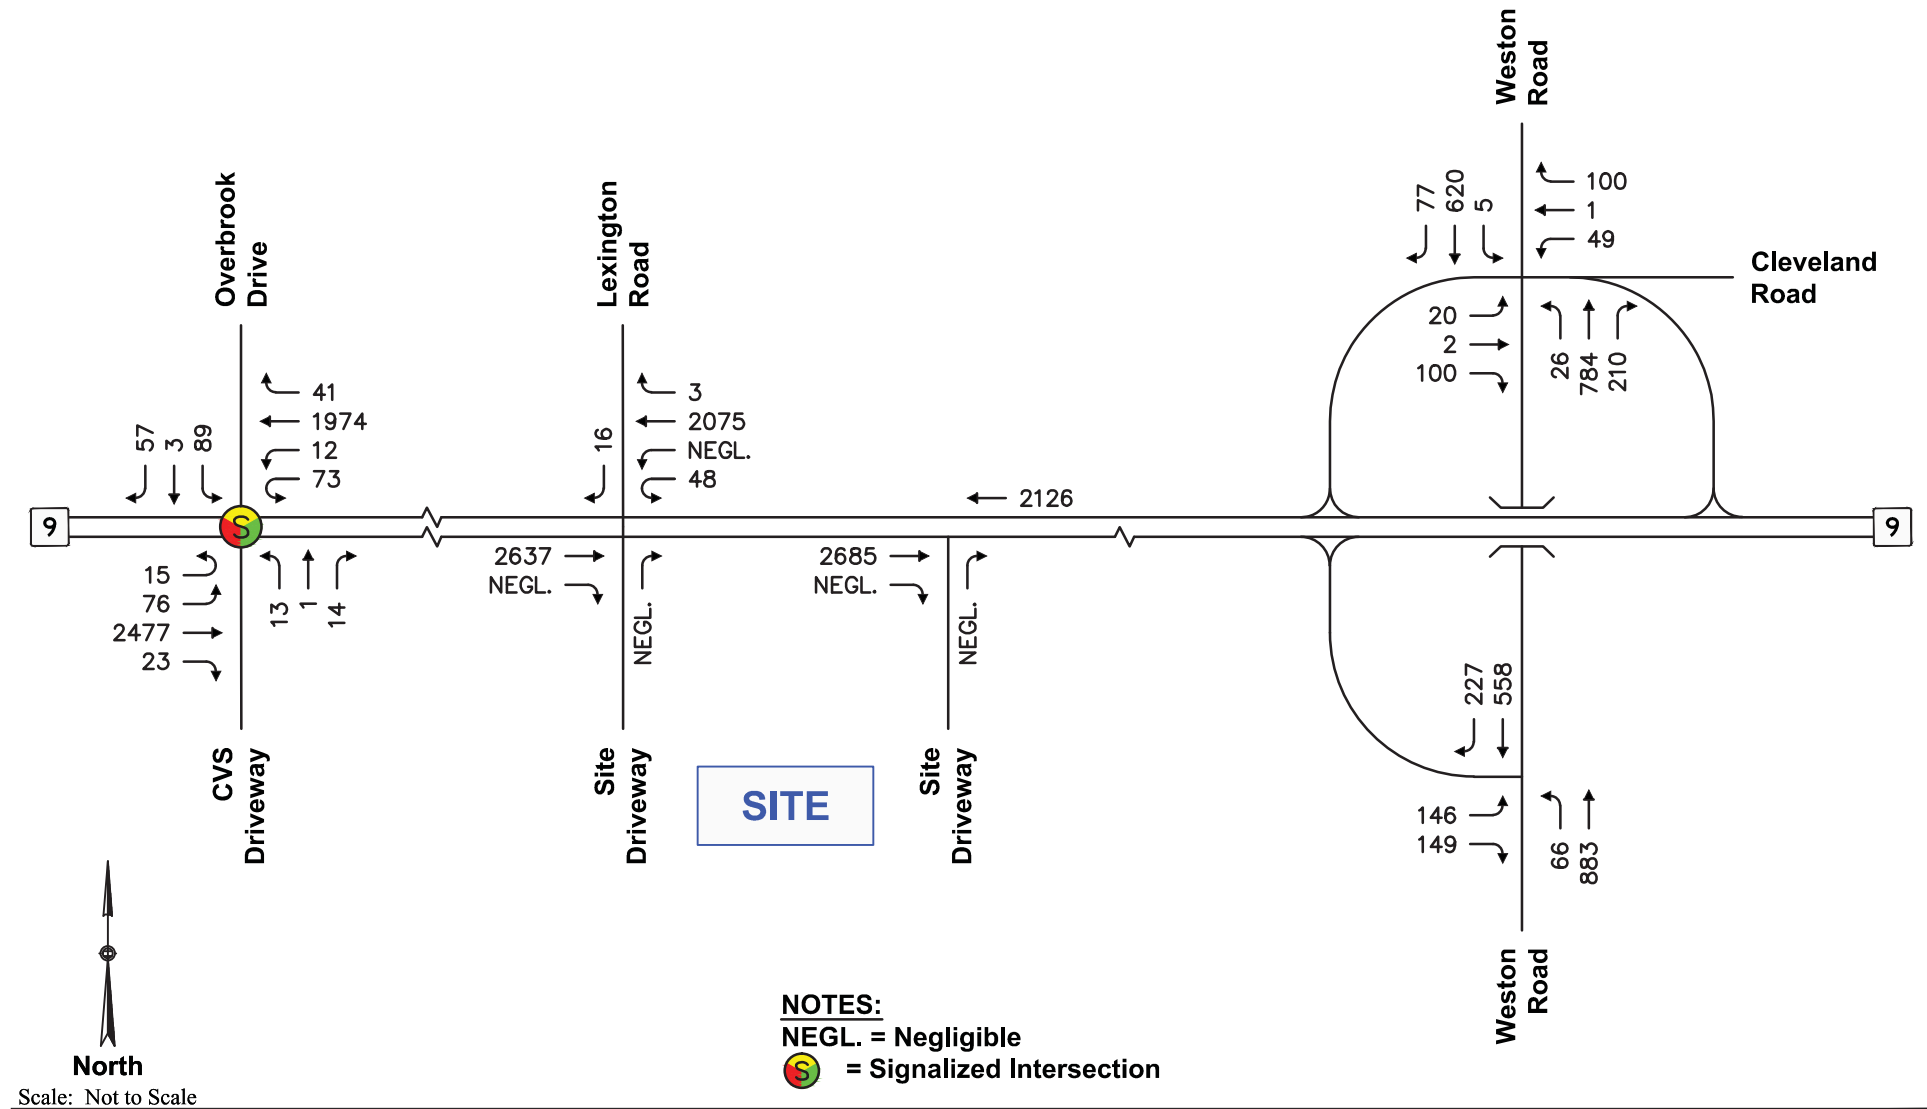 Weston
Road
77
620
5
100
1
49
Cleveland
Road
20
2
100
26
784
210
Overbrook
Drive
Lexington
Road
57
3
89
41
1974
12
73
16
3
2075
NEGL.
48
2126
9
S
9
15
76
2477
23
13
1
14
2637
NEGL.
NEGL.
2685
NEGL.
NEGL.
227
558
146
149
66
883
CVS
Driveway
Site
Driveway
SITE
Site
Driveway
Weston
Road
North
Scale: Not to Scale
NOTES:
NEGL. = Negligible
S = Signalized Intersection